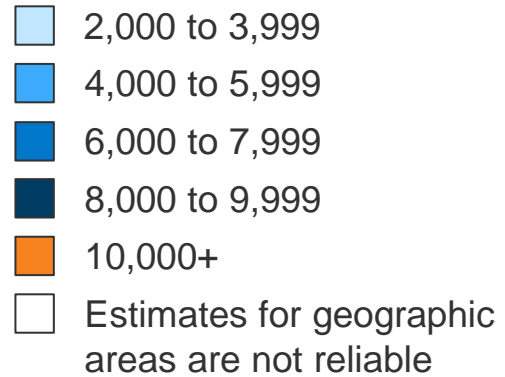 2,000 to 3,999
4,000 to 5,999
6,000 to 7,999
8,000 to 9,999
10,000+
Estimates for geographic
areas are not reliable